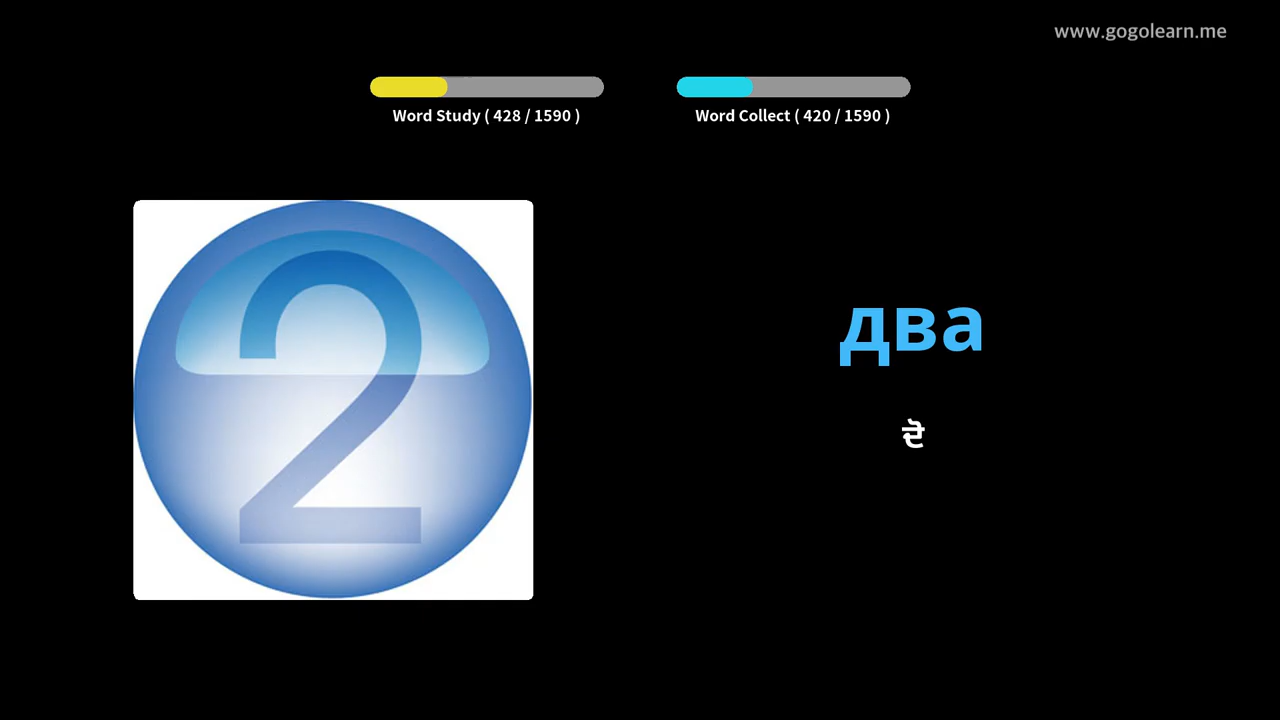 www.gogolearn.me
Word Study ( 428 / 1590 )
Word Collect ( 420 / 1590 )
2
два
ਦੋ